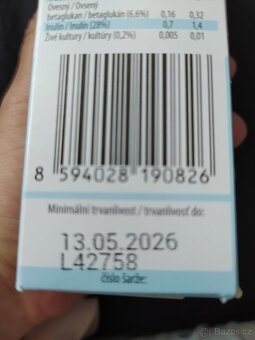 Ovesný / Ovsený
betaglukan / betaglukán (6,6%) 0,16 0,32
Inulin / Inulín (28%) 0,7 1,4
Živé kultury / kultúry (0,2%) 0,005 0,01
8 594028 190826
Minimální trvanlivost / trvanlivosť do:
13.05.2026
L42758
číslo šarže:
Bazoš.cz